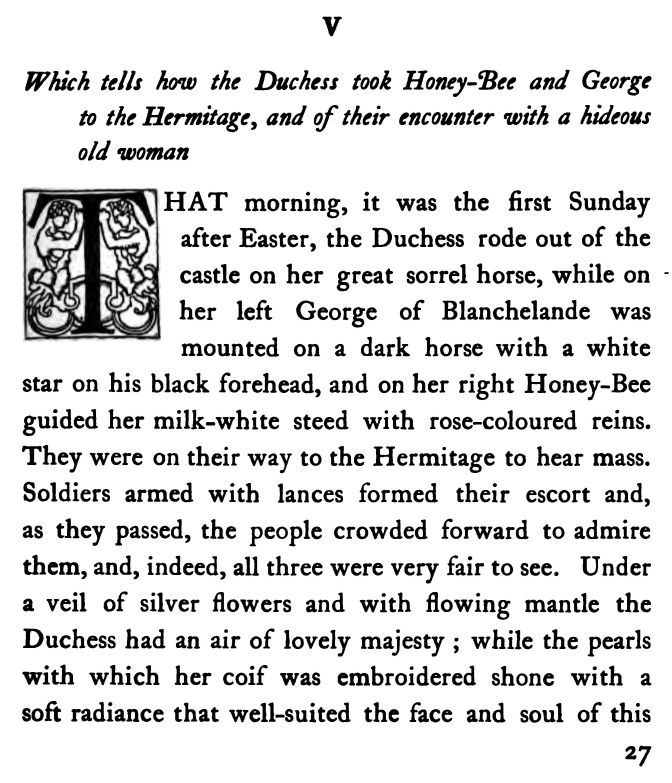 V
Which tells how the Duchess took Honey-Bee and George
to the Hermitage, and of their encounter with a hideous
old woman
THAT morning, it was the first Sunday
after Easter, the Duchess rode out of the
castle on her great sorrel horse, while on
her left George of Blanchelande was
mounted on a dark horse with a white
star on his black forehead, and on her right Honey-Bee
guided her milk-white steed with rose-coloured reins.
They were on their way to the Hermitage to hear mass.
Soldiers armed with lances formed their escort and,
as they passed, the people crowded forward to admire
them, and, indeed, all three were very fair to see. Under
a veil of silver flowers and with flowing mantle the
Duchess had an air of lovely majesty ; while the pearls
with which her coif was embroidered shone with a
soft radiance that well-suited the face and soul of this
27